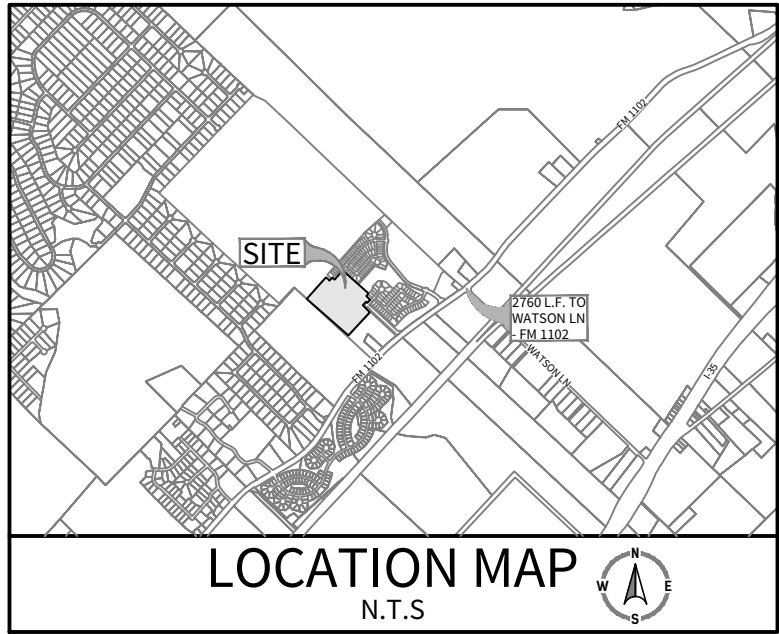 FM 1102
SITE
2760 L.F. TO
WATSON LN
- FM 1102
WATSON LN
FM 1102
I-35
LOCATION MAP
N.T.S
N
W
E
S